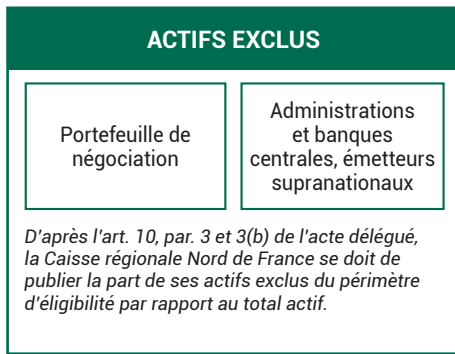 ACTIFS EXCLUS
Portefeuille de
négociation
Administrations
et banques
centrales, émetteurs
supranationaux
D'après l'art. 10, par. 3 et 3(b) de l'acte délégué,
la Caisse régionale Nord de France se doit de
publier la part de ses actifs exclus du périmètre
d'éligibilité par rapport au total actif.